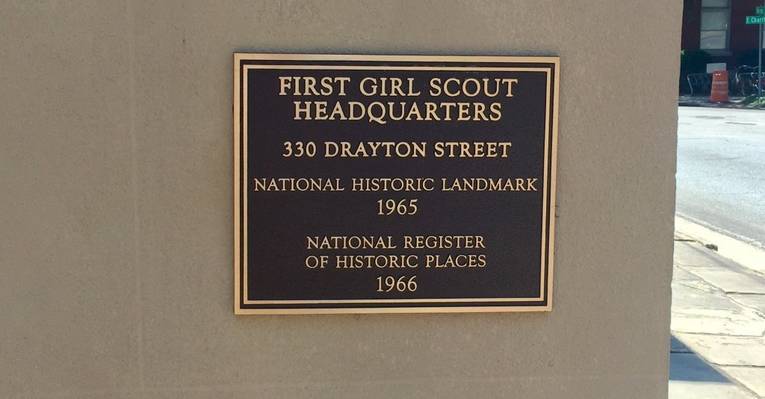 FIRST GIRL SCOUT
HEADQUARTERS
330 DRAYTON STREET
NATIONAL HISTORIC LANDMARK
1965
NATIONAL REGISTER
OF HISTORIC PLACES
1966